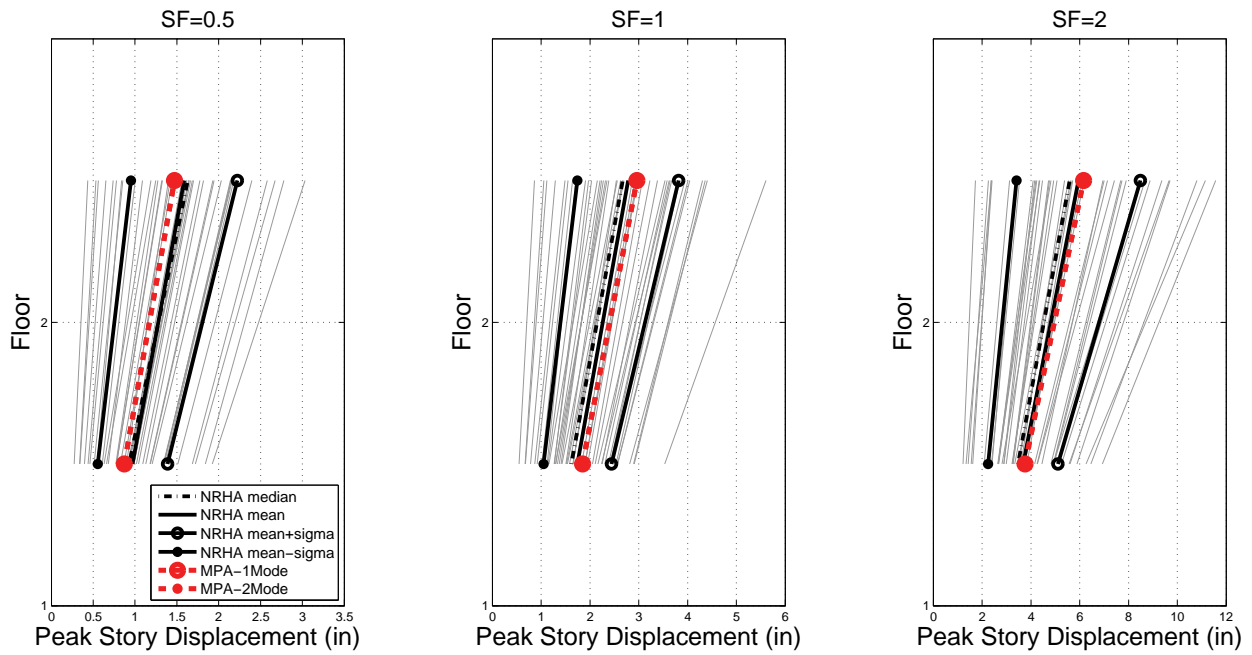 SF=0.5
Floor
2
1
0 0.5 1 1.5 2 2.5 3 3.5
Peak Story Displacement (in)
NRHA median
NRHA mean
NRHA mean+sigma
NRHA mean−sigma
MPA−1Mode
MPA−2Mode
SF=1
Floor
2
1
0 1 2 3 4 5 6
Peak Story Displacement (in)
SF=2
Floor
2
1
0 2 4 6 8 10 12
Peak Story Displacement (in)